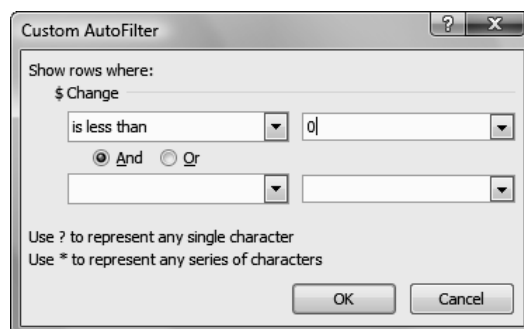 Custom AutoFilter
? X
Show rows where:
$ Change
is less than 0
And Or
Use ? to represent any single character
Use * to represent any series of characters
OK Cancel